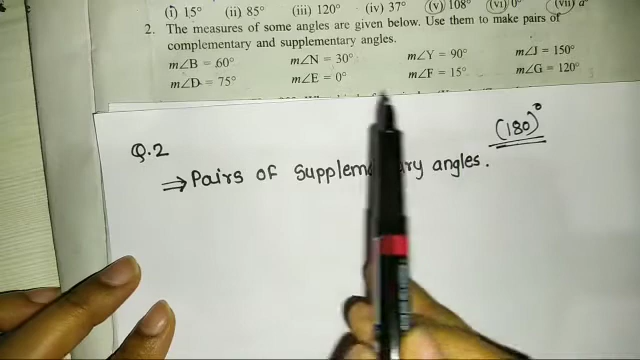 (i) 15° (ii) 85° (iii) 120° (iv) 37° (v) 108° (vi) 0° (vii) a°
2. The measures of some angles are given below. Use them to make pairs of
complementary and supplementary angles.
m∠B = 60° m∠N = 30° m∠Y = 90° m∠J = 150°
m∠D = 75° m∠E = 0° m∠F = 15° m∠G = 120°
(180)°
Q.2
⇒ Pairs of Supplementary angles.